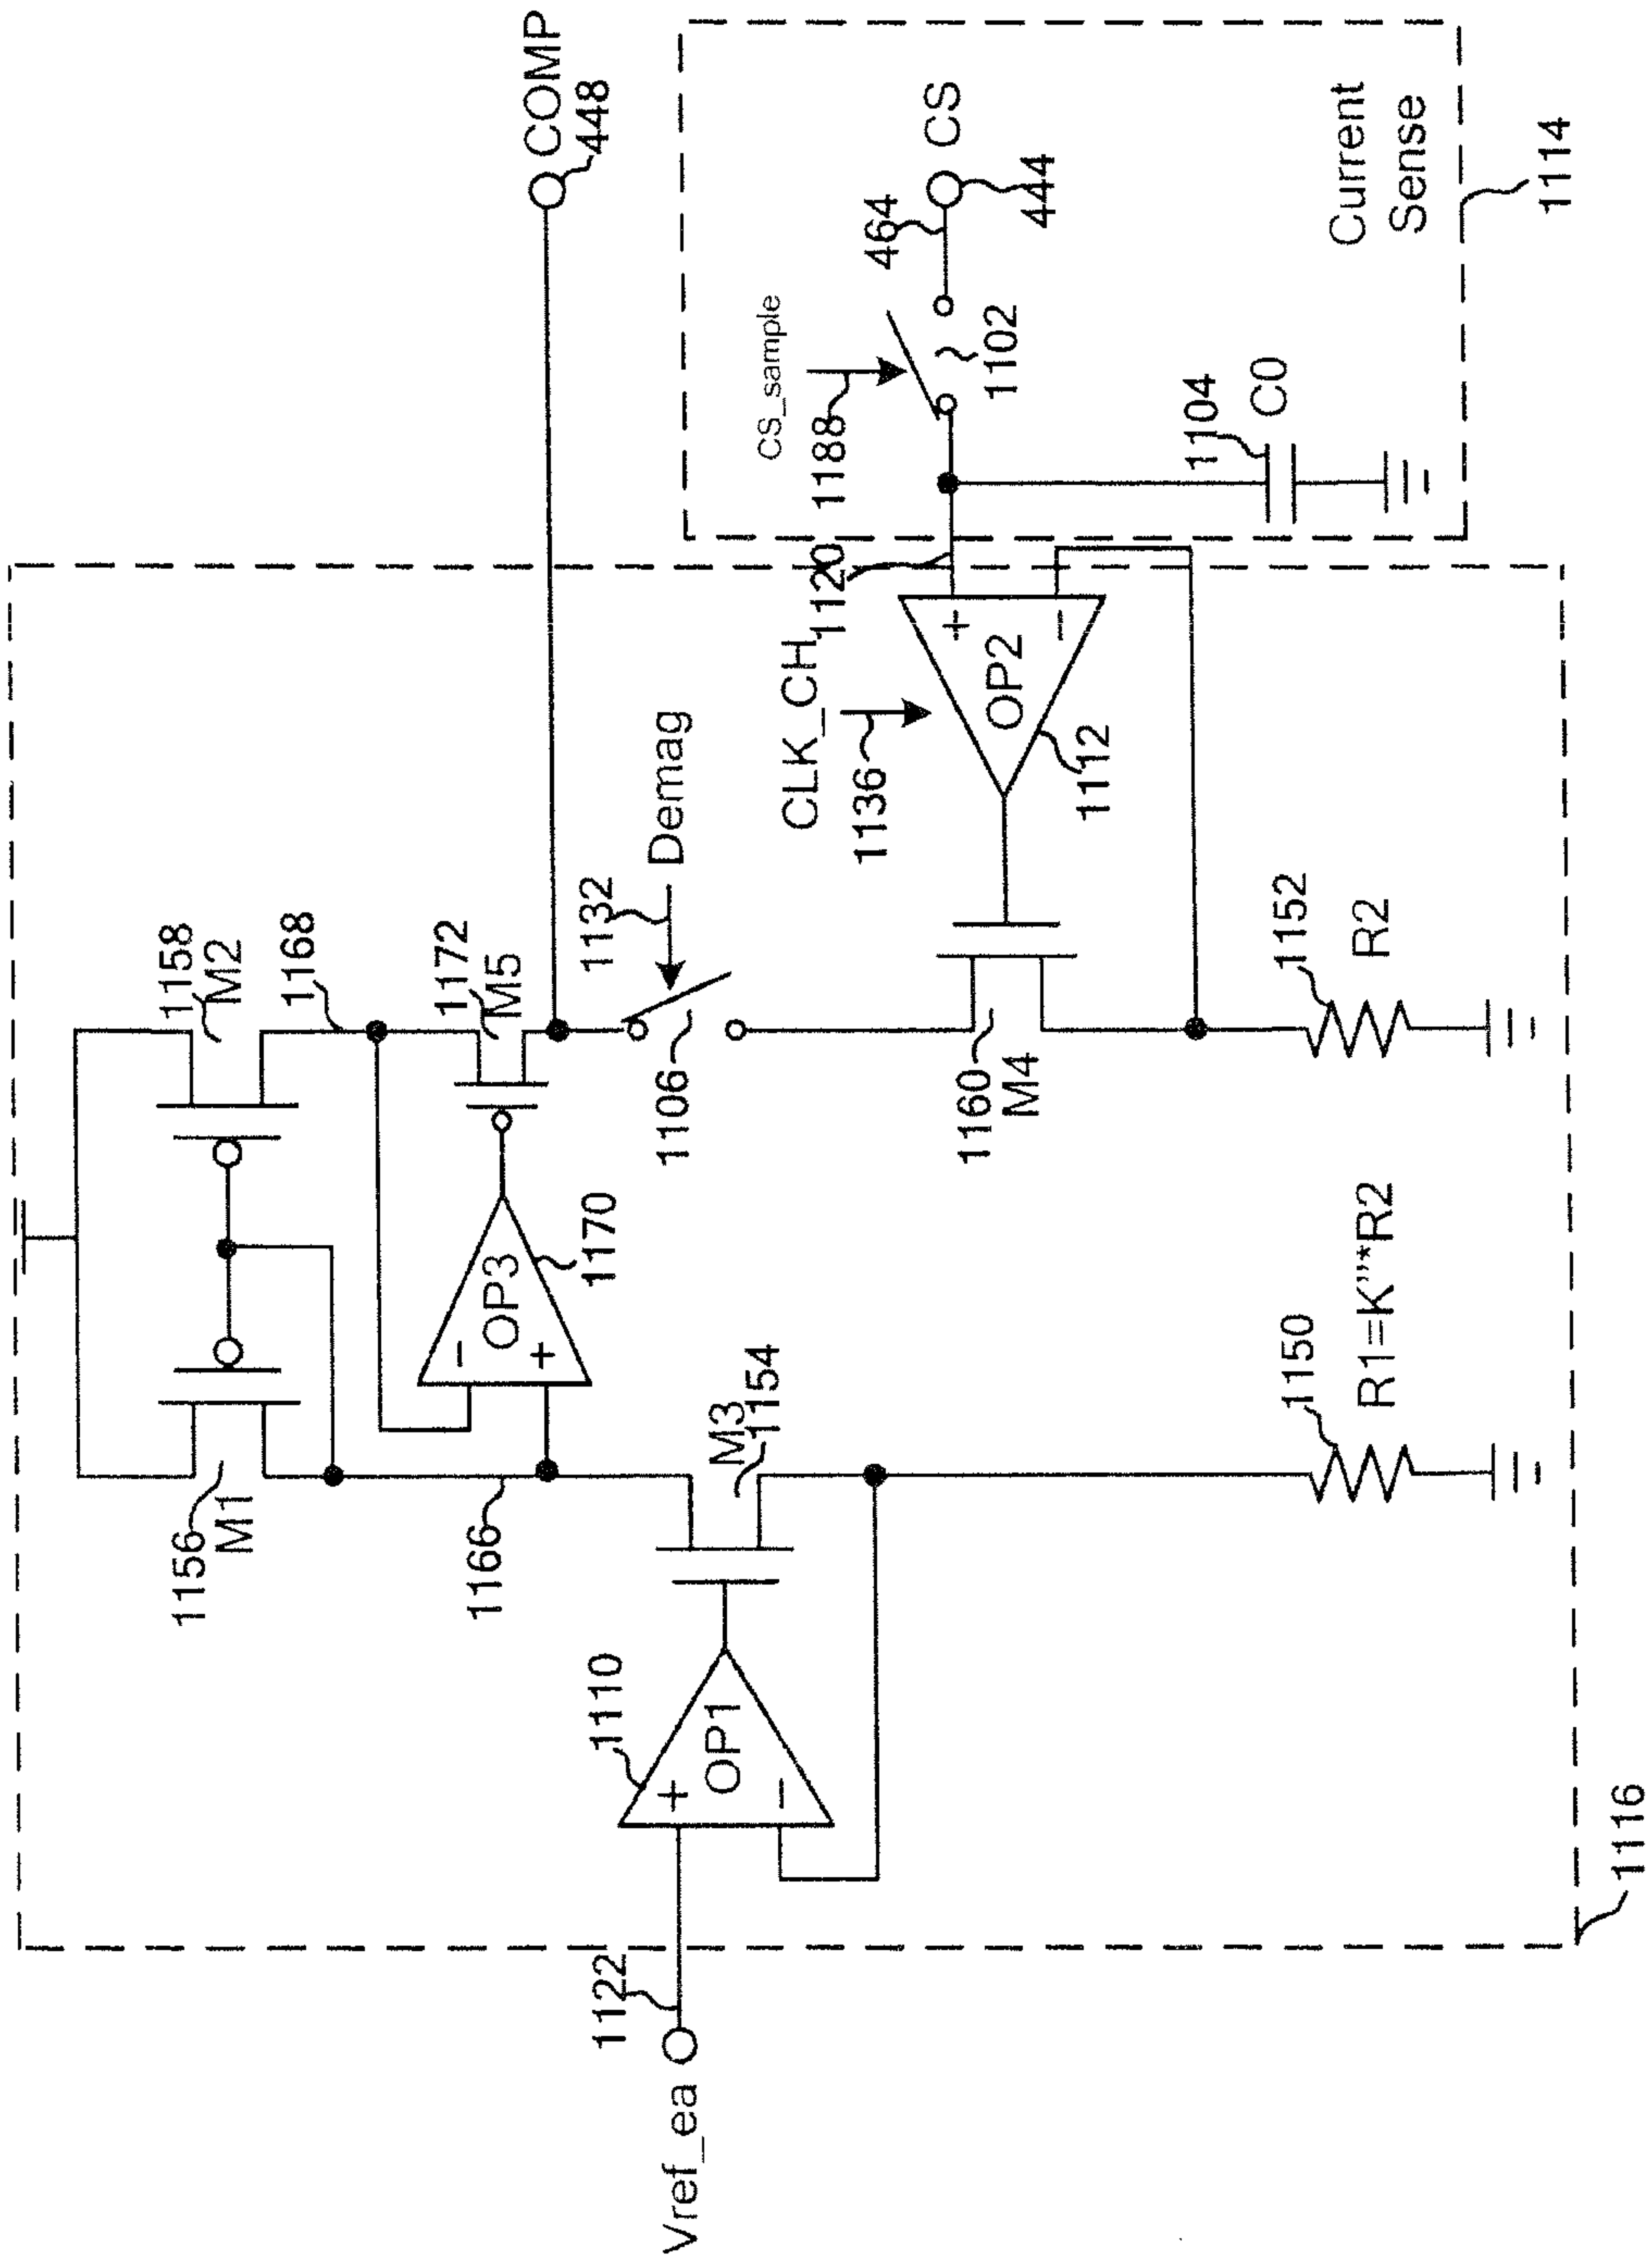 COMP
448
1158
M2
1168
1156
M1
1172
M5
OP3
1170
1166
1132
Demag
1106
M3
1154
1110
OP1
1122
Vref_ea
CLK_CH
1136
1120
OP2
1112
1160
M4
1152
R2
1150
R1=K"*R2
1116
CS_sample
1188
464
CS
444
1102
1104
C0
Current
Sense
1114
+
−
+
−
−
+